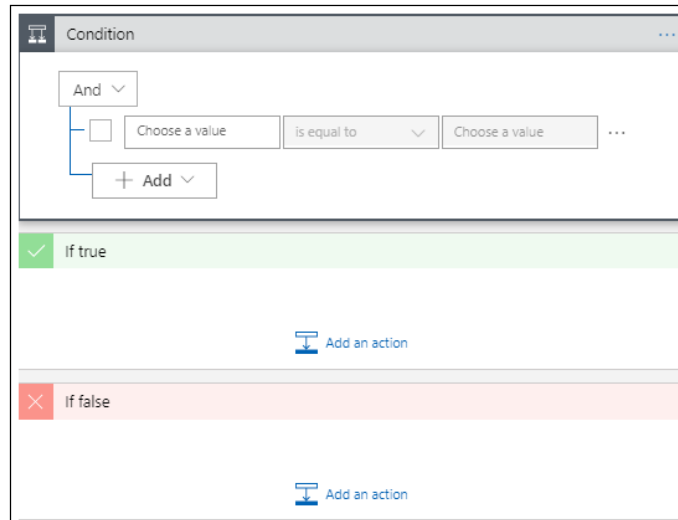 Condition
And
Choose a value is equal to Choose a value
Add
If true
Add an action
If false
Add an action